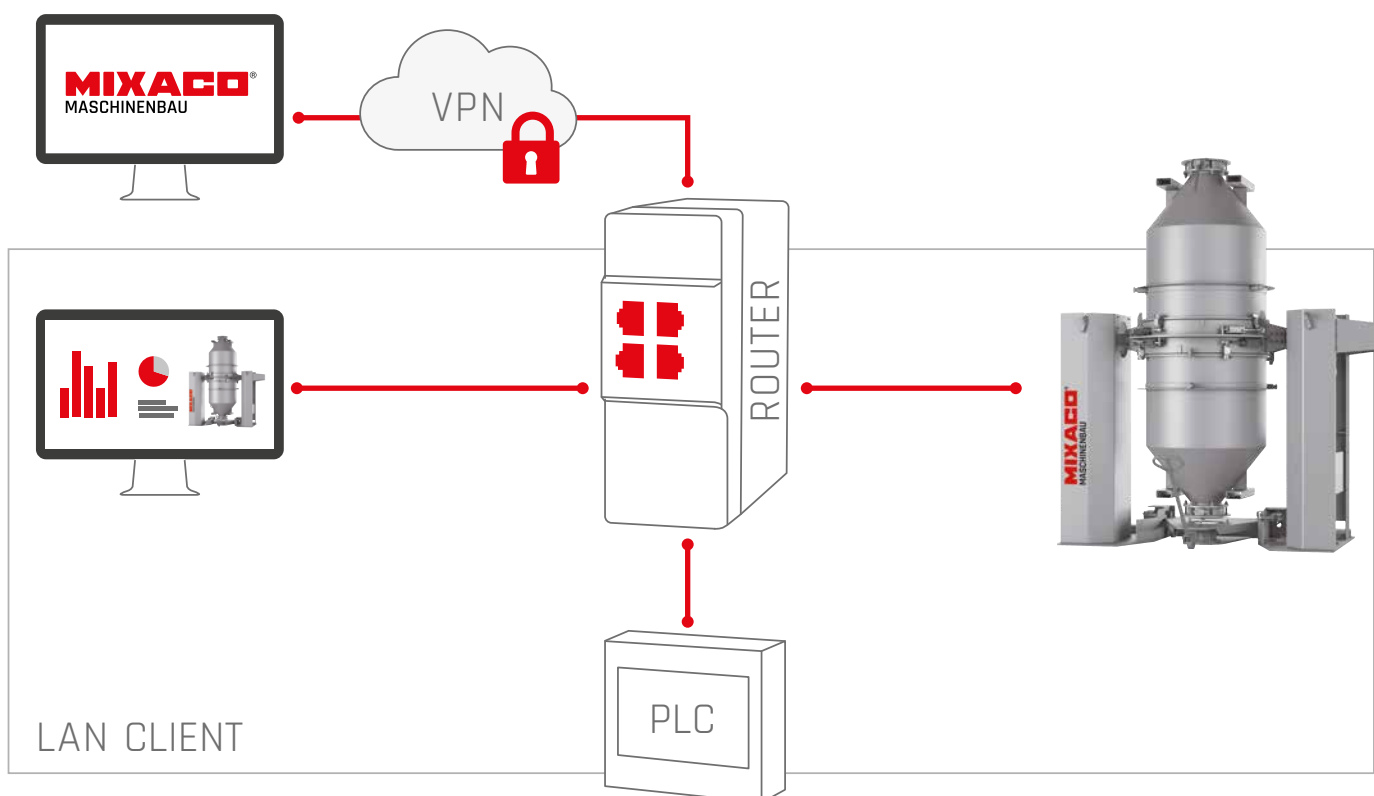 MIXACO®
MASCHINENBAU
VPN
ROUTER
MIXACO®
MASCHINENBAU
PLC
LAN CLIENT